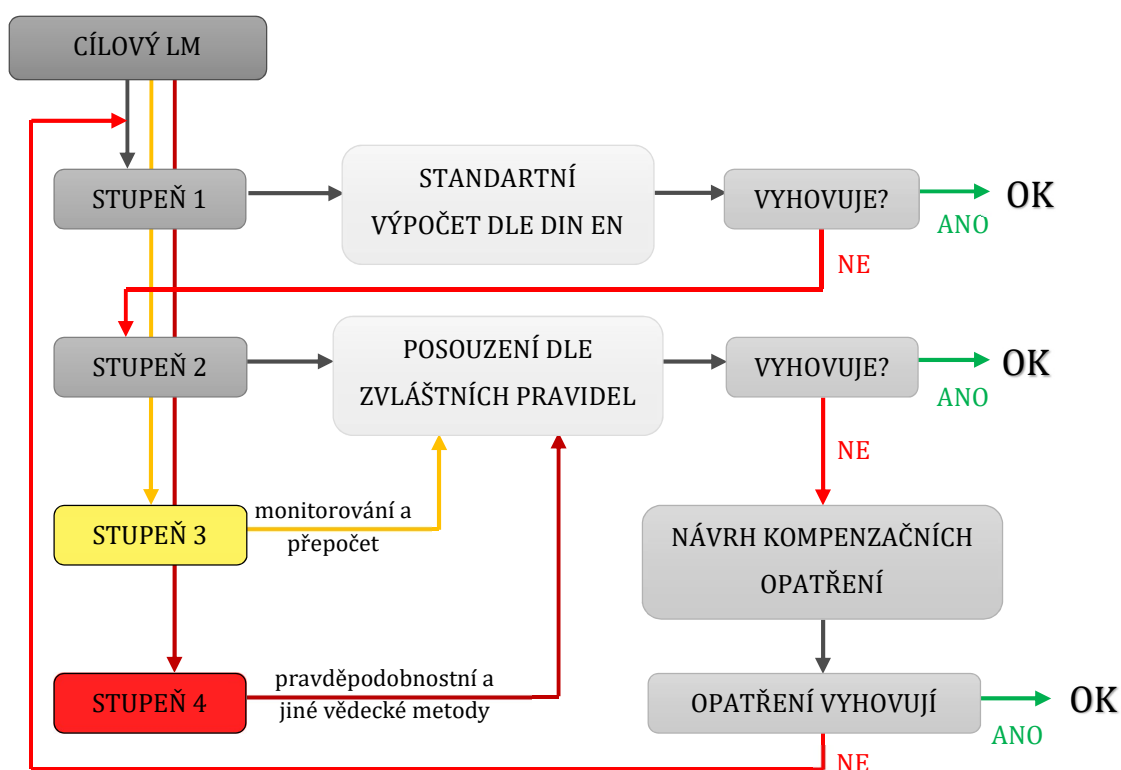 CÍLOVÝ LM
STUPEŇ 1
STANDARTNÍ
VÝPOČET DLE DIN EN
VYHOVUJE?
OK
ANO
NE
STUPEŇ 2
POSOUZENÍ DLE
ZVLÁŠTNÍCH PRAVIDEL
VYHOVUJE?
OK
ANO
NE
STUPEŇ 3
monitorování a
přepočet
NÁVRH KOMPENZAČNÍCH
OPATŘENÍ
STUPEŇ 4
pravděpodobnostní a
jiné vědecké metody
OPATŘENÍ VYHOVUJÍ
OK
ANO
NE